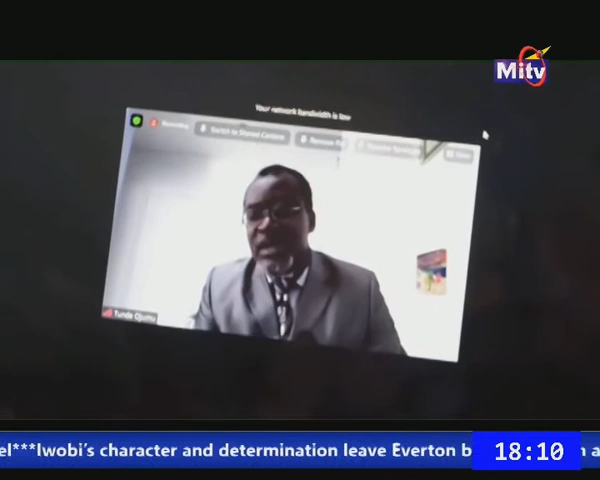 Mitv
Your network bandwidth is low
Recording
Switch to Shared Content
Tunde Ojumu
el***Iwobi's character and determination leave Everton b
18:10